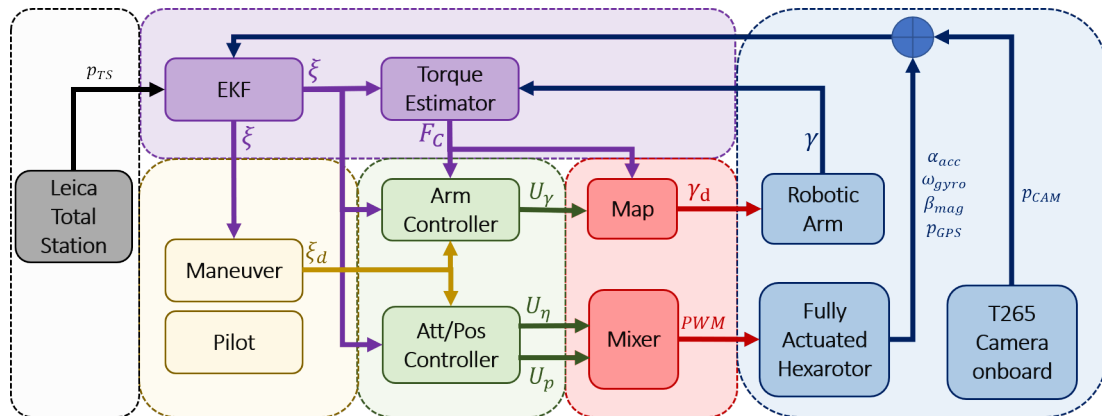 p_TS
EKF
ξ
Torque
Estimator
ξ
F_C
γ
α_acc
ω_gyro
β_mag
p_GPS
p_CAM
Leica
Total
Station
Arm
Controller
U_γ
Map
γ_d
Robotic
Arm
Maneuver
ξ_d
Pilot
Att/Pos
Controller
U_η
U_p
Mixer
PWM
Fully
Actuated
Hexarotor
T265
Camera
onboard